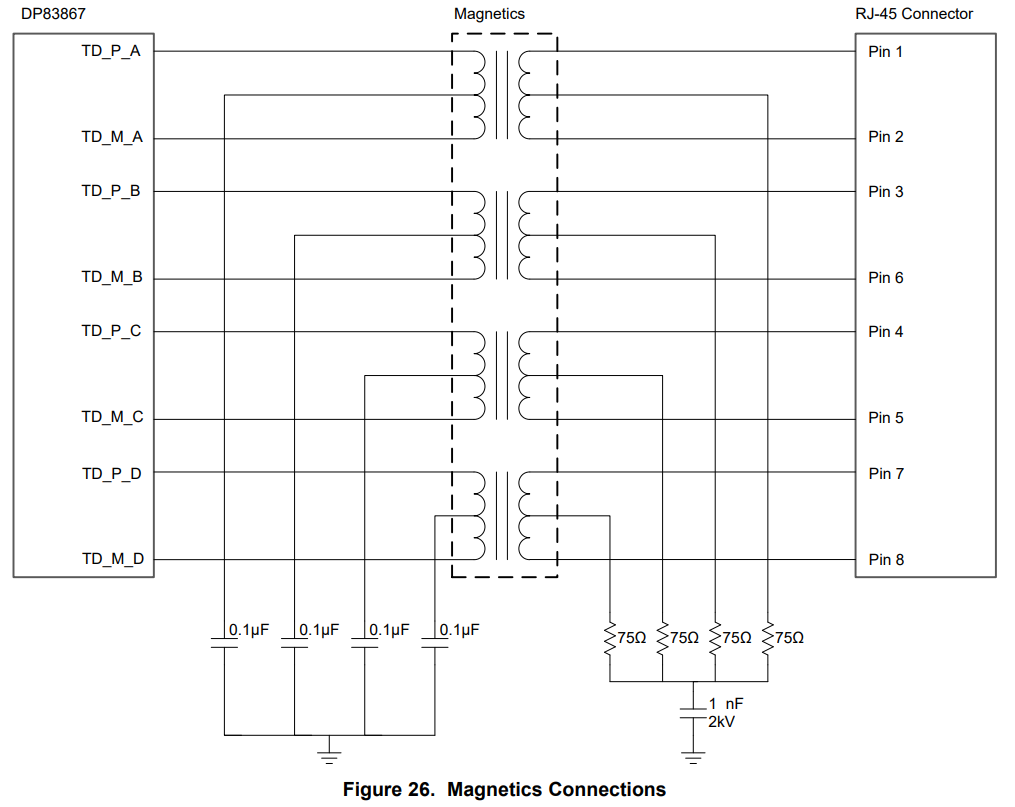 DP83867 Magnetics RJ-45 Connector
TD_P_A Pin 1
TD_M_A Pin 2
TD_P_B Pin 3
TD_M_B Pin 6
TD_P_C Pin 4
TD_M_C Pin 5
TD_P_D Pin 7
TD_M_D Pin 8
0.1µF 0.1µF 0.1µF 0.1µF 75Ω 75Ω 75Ω 75Ω
1 nF
2kV
Figure 26. Magnetics Connections